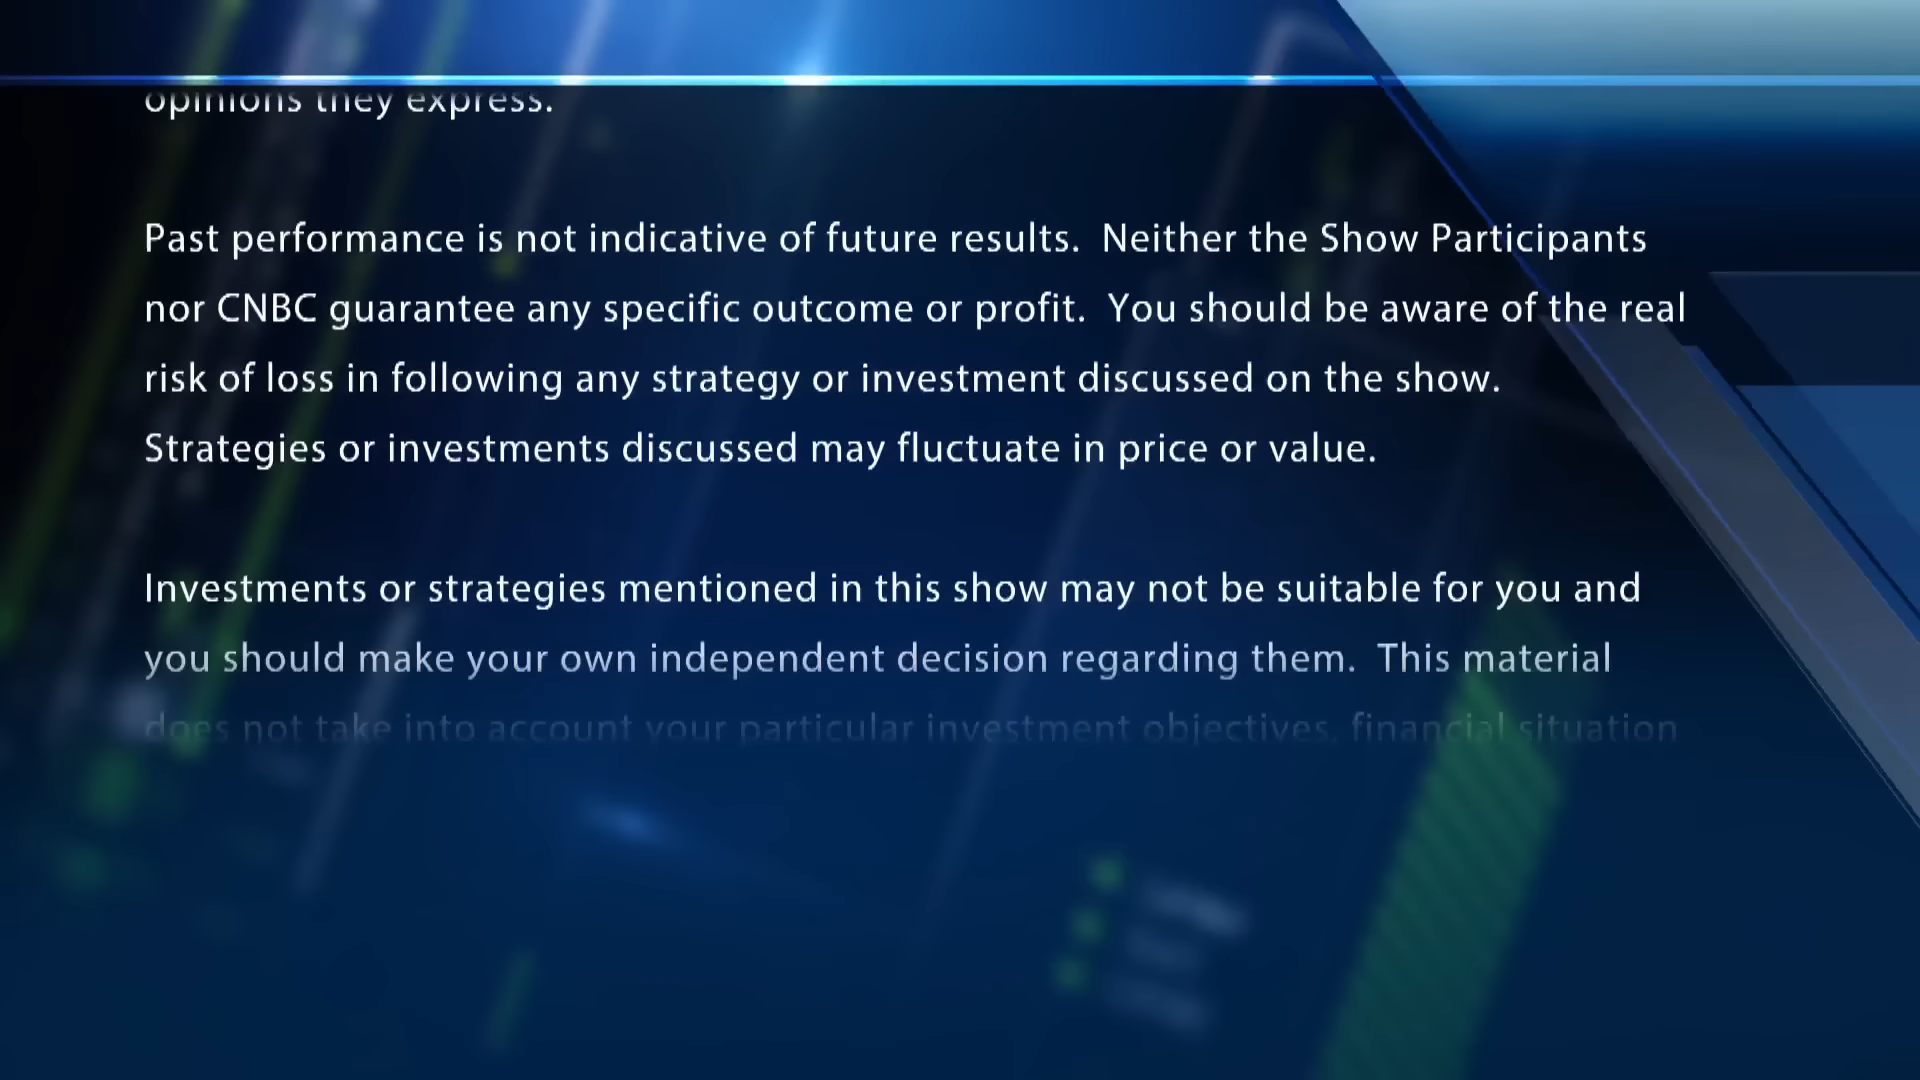 opinions they express.
Past performance is not indicative of future results.  Neither the Show Participants
nor CNBC guarantee any specific outcome or profit.  You should be aware of the real
risk of loss in following any strategy or investment discussed on the show.
Strategies or investments discussed may fluctuate in price or value.
Investments or strategies mentioned in this show may not be suitable for you and
you should make your own independent decision regarding them.  This material
does not take into account your particular investment objectives, financial situation